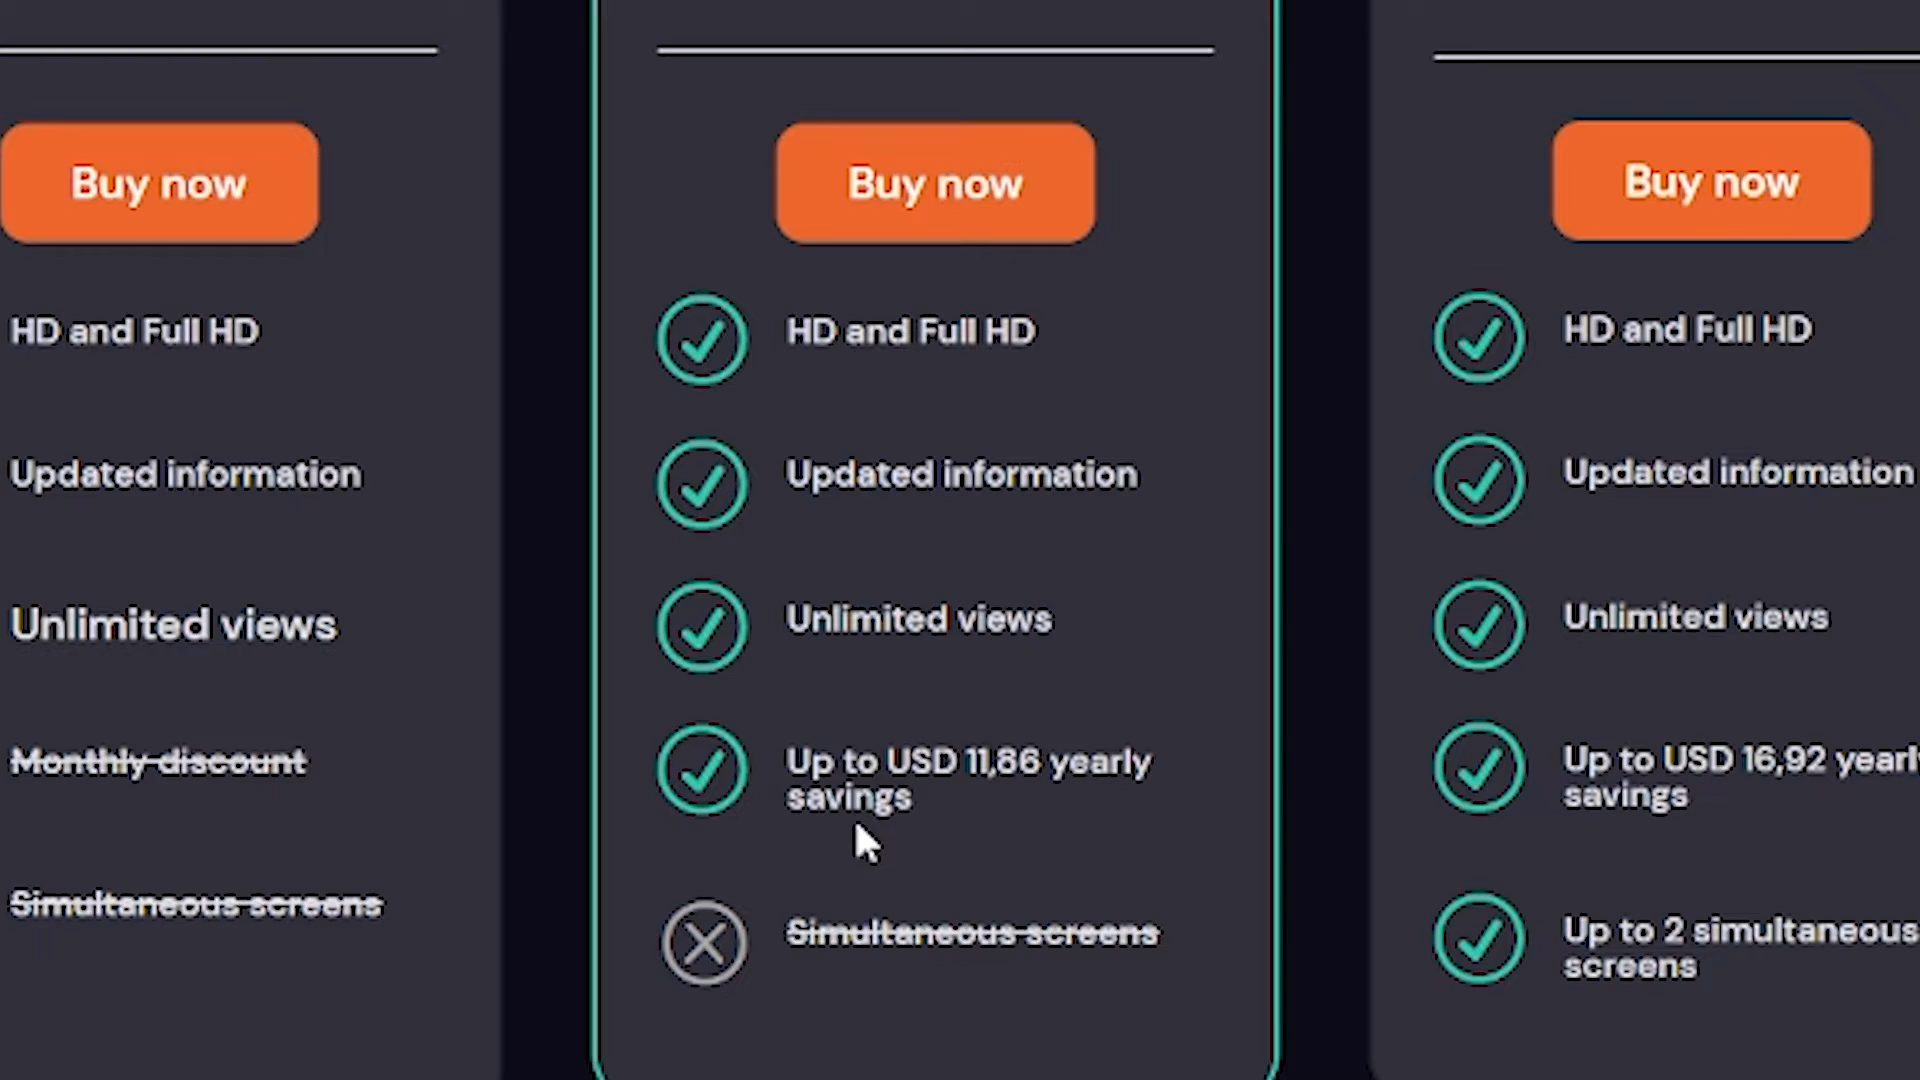 Buy now
HD and Full HD
Updated information
Unlimited views
Monthly discount
Simultaneous screens
Buy now
HD and Full HD
Updated information
Unlimited views
Up to USD 11,86 yearly
savings
Simultaneous screens
Buy now
HD and Full HD
Updated information
Unlimited views
Up to USD 16,92 yearly
savings
Up to 2 simultaneous
screens